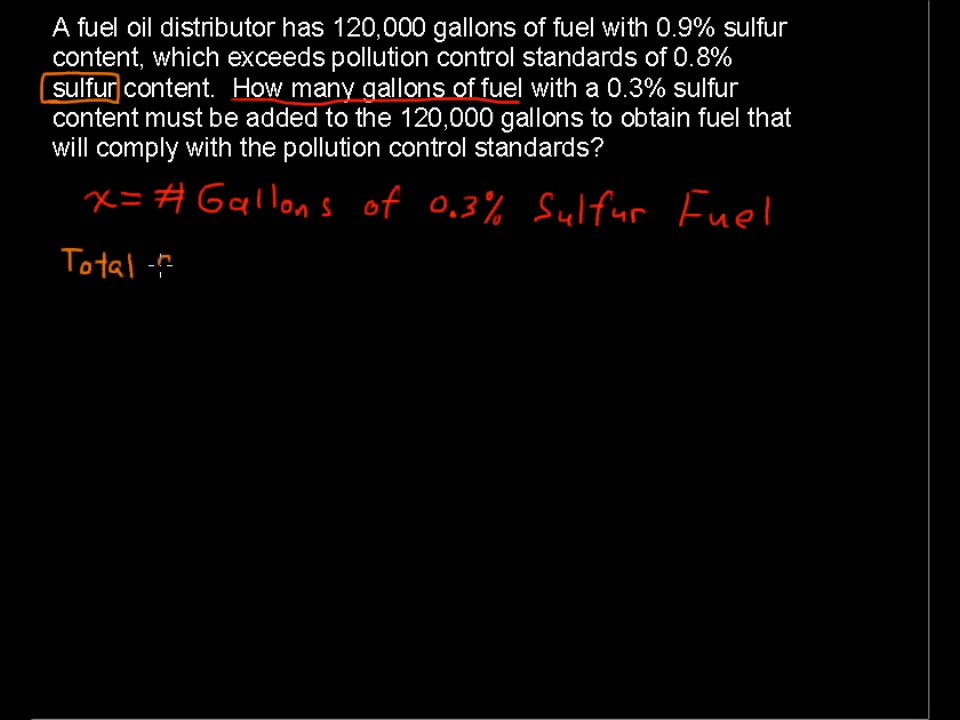 A fuel oil distributor has 120,000 gallons of fuel with 0.9% sulfur
content, which exceeds pollution control standards of 0.8%
sulfur content. How many gallons of fuel with a 0.3% sulfur
content must be added to the 120,000 gallons to obtain fuel that
will comply with the pollution control standards?
x = # Gallons of 0.3% Sulfur Fuel
Total